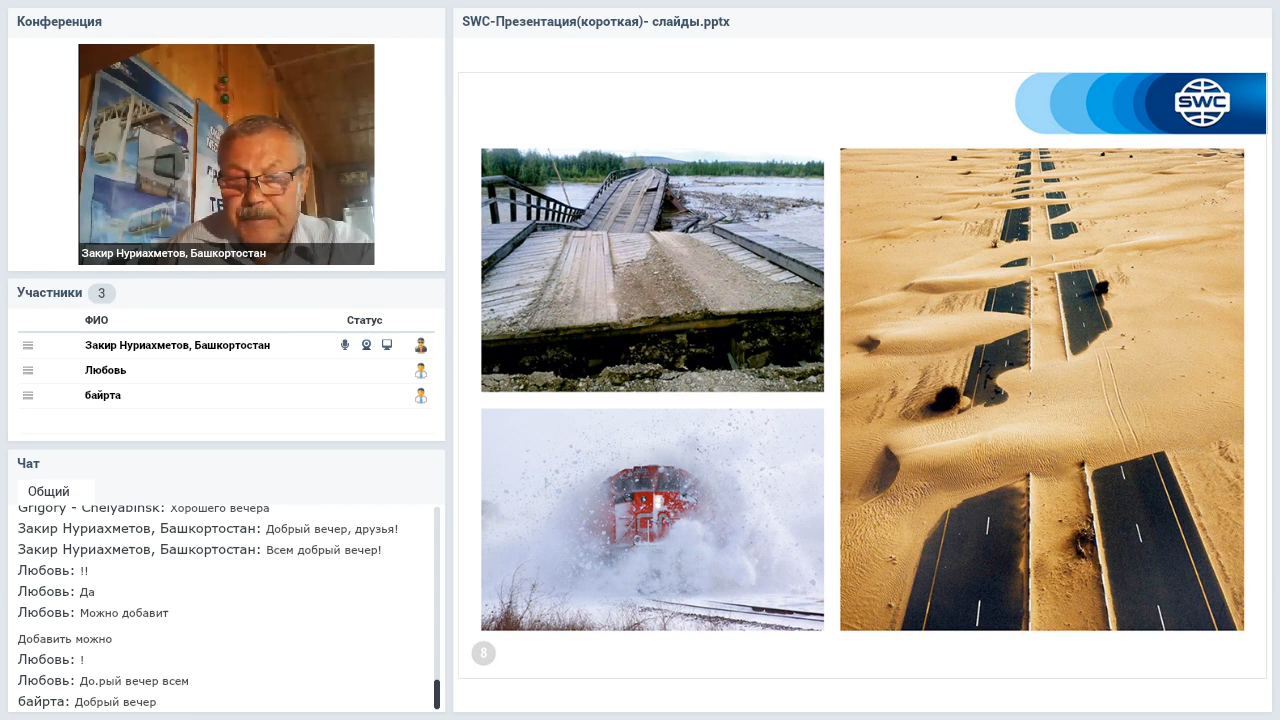 Конференция
Закир Нуриахметов, Башкортостан
Участники 3
ФИО Статус
Закир Нуриахметов, Башкортостан
Любовь
байрта
Чат
Общий
Grigory - Chelyabinsk: Хорошего вечера
Закир Нуриахметов, Башкортостан: Добрый вечер, друзья!
Закир Нуриахметов, Башкортостан: Всем добрый вечер!
Любовь: !!
Любовь: Да
Любовь: Можно добавит
Добавить можно
Любовь: !
Любовь: До.рый вечер всем
байрта: Добрый вечер
SWC-Презентация(короткая)- слайды.pptx
SWC
8